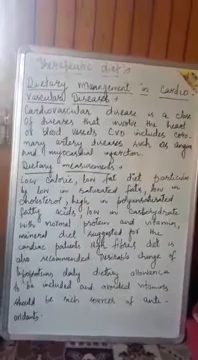 Therapeutic diet :
Dietary management in Cardio
Vascular Diseases :
Cardiovascular disease is a class
of diseases that involve the heart
of blood vessels CVD includes coro-
nary artery diseases such as angina
and myocardial infarction.
Dietary measurements :
Low calorie, low fat diet particular
by low in saturated fats, low in
cholesterol, high in polyunsaturated
fatty acids, low in Carbohydrate
with normal protein and vitamin,
mineral diet suggested for the
cardiac patients High fibre diet is
also recommended. Desirable change of
daily dietary allowance
to be included and avoided vitamins
should be rich sources of anti-
oxidants.